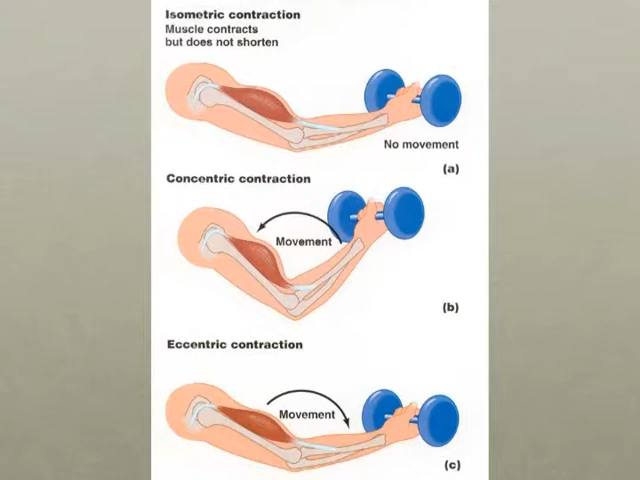 Isometric contraction
Muscle contracts
but does not shorten
No movement
(a)
Concentric contraction
Movement
(b)
Eccentric contraction
Movement
(c)